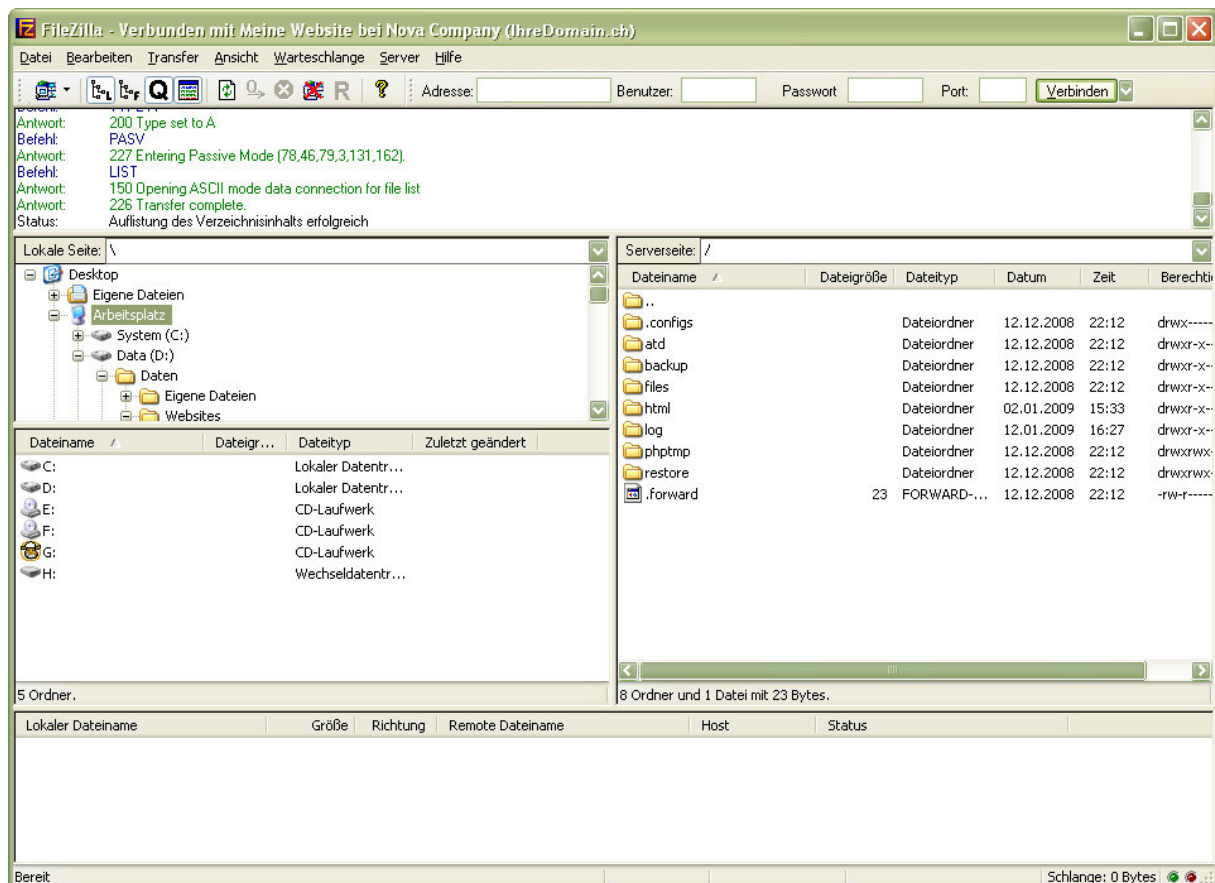 FileZilla - Verbunden mit Meine Website bei Nova Company (IhreDomain.ch)
Datei Bearbeiten Transfer Ansicht Warteschlange Server Hilfe
Adresse: Benutzer: Passwort Port: Verbinden
Antwort: 200 Type set to A
Befehl: PASV
Antwort: 227 Entering Passive Mode (78,46,79,3,131,162).
Befehl: LIST
Antwort: 150 Opening ASCII mode data connection for file list
Antwort: 226 Transfer complete.
Status: Auflistung des Verzeichnisinhalts erfolgreich
Lokale Seite: \
Desktop
Eigene Dateien
Arbeitsplatz
System (C:)
Data (D:)
Daten
Eigene Dateien
Websites
Dateiname Dateigr... Dateityp Zuletzt geändert
C: Lokaler Datentr...
D: Lokaler Datentr...
E: CD-Laufwerk
F: CD-Laufwerk
G: CD-Laufwerk
H: Wechseldatentr...
5 Ordner.
Serverseite: /
Dateiname Dateigröße Dateityp Datum Zeit Berechti
..
.configs Dateiordner 12.12.2008 22:12 drwx-----
atd Dateiordner 12.12.2008 22:12 drwxr-x--
backup Dateiordner 12.12.2008 22:12 drwxr-x--
files Dateiordner 12.12.2008 22:12 drwxr-x--
html Dateiordner 02.01.2009 15:33 drwxr-x--
log Dateiordner 12.01.2009 16:27 drwxr-x--
phptmp Dateiordner 12.12.2008 22:12 drwxrwx-
restore Dateiordner 12.12.2008 22:12 drwxrwx-
.forward 23 FORWARD-... 12.12.2008 22:12 -rw-r-----
8 Ordner und 1 Datei mit 23 Bytes.
Lokaler Dateiname Größe Richtung Remote Dateiname Host Status
Bereit Schlange: 0 Bytes